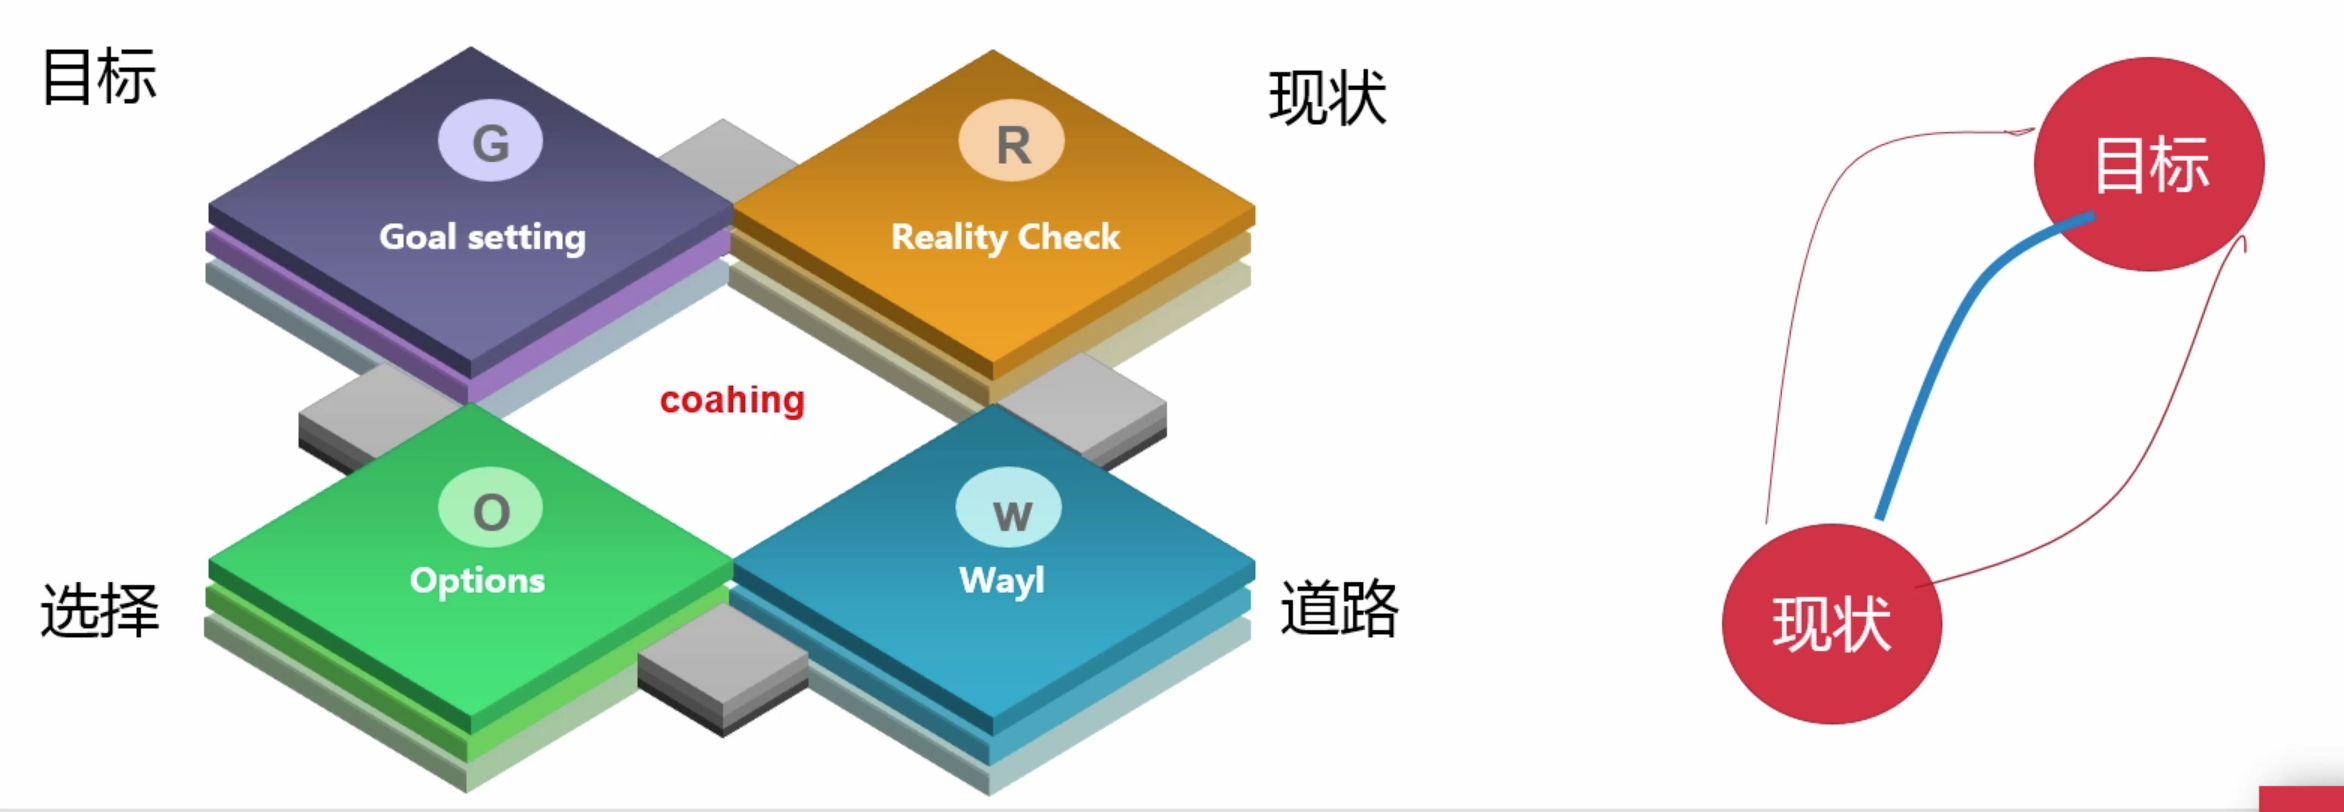 目标
G
Goal setting
R
Reality Check
现状
coahing
选择
O
Options
w
Wayl
道路
目标
现状